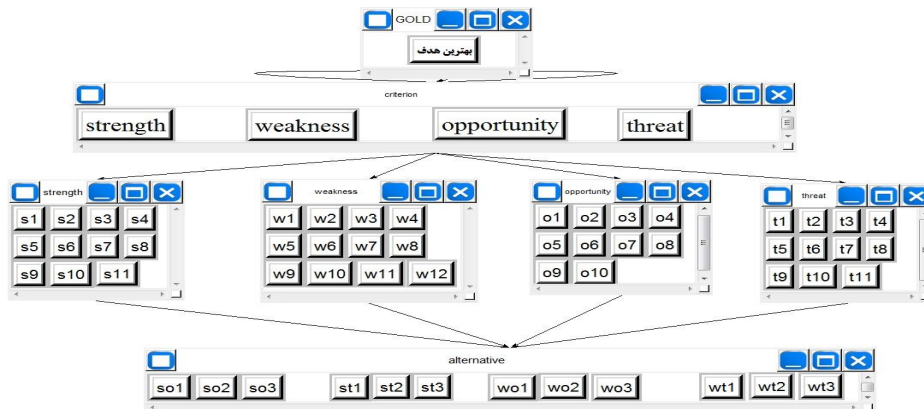 GOLD
بهترین هدف
criterion
strength weakness opportunity threat
strength
s1 s2 s3 s4
s5 s6 s7 s8
s9 s10 s11
weakness
w1 w2 w3 w4
w5 w6 w7 w8
w9 w10 w11 w12
opportunity
o1 o2 o3 o4
o5 o6 o7 o8
o9 o10
threat
t1 t2 t3 t4
t5 t6 t7 t8
t9 t10 t11
alternative
so1 so2 so3 st1 st2 st3 wo1 wo2 wo3 wt1 wt2 wt3